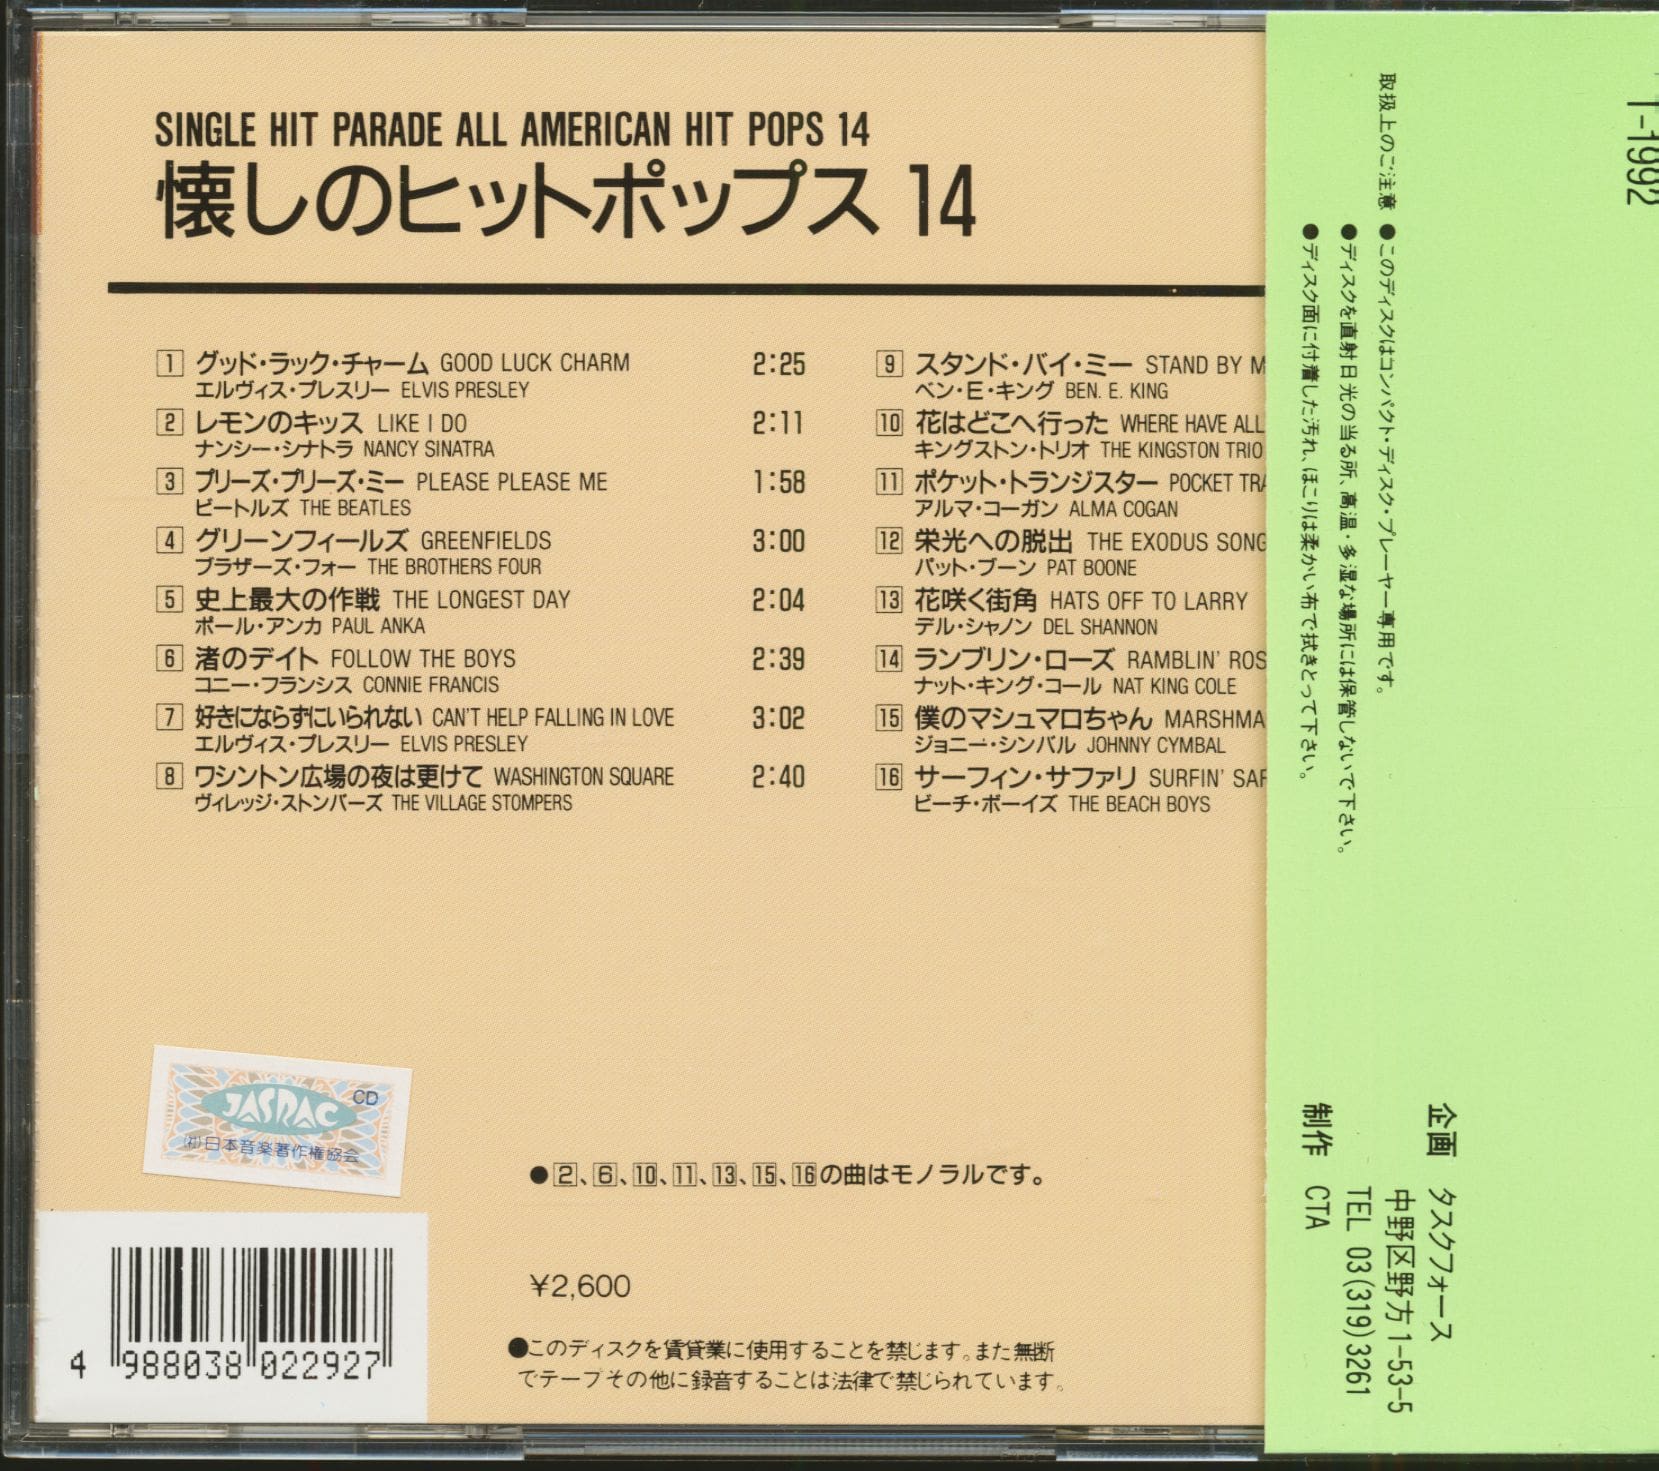 SINGLE HIT PARADE ALL AMERICAN HIT POPS 14
懐しのヒットポップス 14
1 グッド・ラック・チャーム GOOD LUCK CHARM 2:25
エルヴィス・プレスリー ELVIS PRESLEY
2 レモンのキッス LIKE I DO 2:11
ナンシー・シナトラ NANCY SINATRA
3 プリーズ・プリーズ・ミー PLEASE PLEASE ME 1:58
ビートルズ THE BEATLES
4 グリーンフィールズ GREENFIELDS 3:00
ブラザーズ・フォー THE BROTHERS FOUR
5 史上最大の作戦 THE LONGEST DAY 2:04
ポール・アンカ PAUL ANKA
6 渚のデイト FOLLOW THE BOYS 2:39
コニー・フランシス CONNIE FRANCIS
7 好きにならずにいられない CAN'T HELP FALLING IN LOVE 3:02
エルヴィス・プレスリー ELVIS PRESLEY
8 ワシントン広場の夜は更けて WASHINGTON SQUARE 2:40
ヴィレッジ・ストンパーズ THE VILLAGE STOMPERS
9 スタンド・バイ・ミー STAND BY M
ベン・E・キング BEN. E. KING
10 花はどこへ行った WHERE HAVE ALL
キングストン・トリオ THE KINGSTON TRIO
11 ポケット・トランジスター POCKET TRA
アルマ・コーガン ALMA COGAN
12 栄光への脱出 THE EXODUS SONG
パット・ブーン PAT BOONE
13 花咲く街角 HATS OFF TO LARRY
デル・シャノン DEL SHANNON
14 ランブリン・ローズ RAMBLIN' ROS
ナット・キング・コール NAT KING COLE
15 僕のマシュマロちゃん MARSHMA
ジョニー・シンバル JOHNNY CYMBAL
16 サーフィン・サファリ SURFIN' SAF
ビーチ・ボーイズ THE BEACH BOYS
JASRAC CD
(社)日本音楽著作権協会
●2、6、10、11、13、15、16の曲はモノラルです。
¥2,600
●このディスクを賃貸業に使用することを禁じます。また無断
でテープその他に録音することは法律で禁じられています。
4 988038 022927
T-1992
取扱上のご注意 ●このディスクはコンパクト・ディスク・プレーヤー専用です。
●ディスクを直射日光の当る所、高温・多湿な場所には保管しないで下さい。
●ディスク面に付着した汚れ、ほこりは柔かい布で拭きとって下さい。
企画 タスクフォース
中野区野方1-53-5
TEL 03(319)3261
制作 CTA